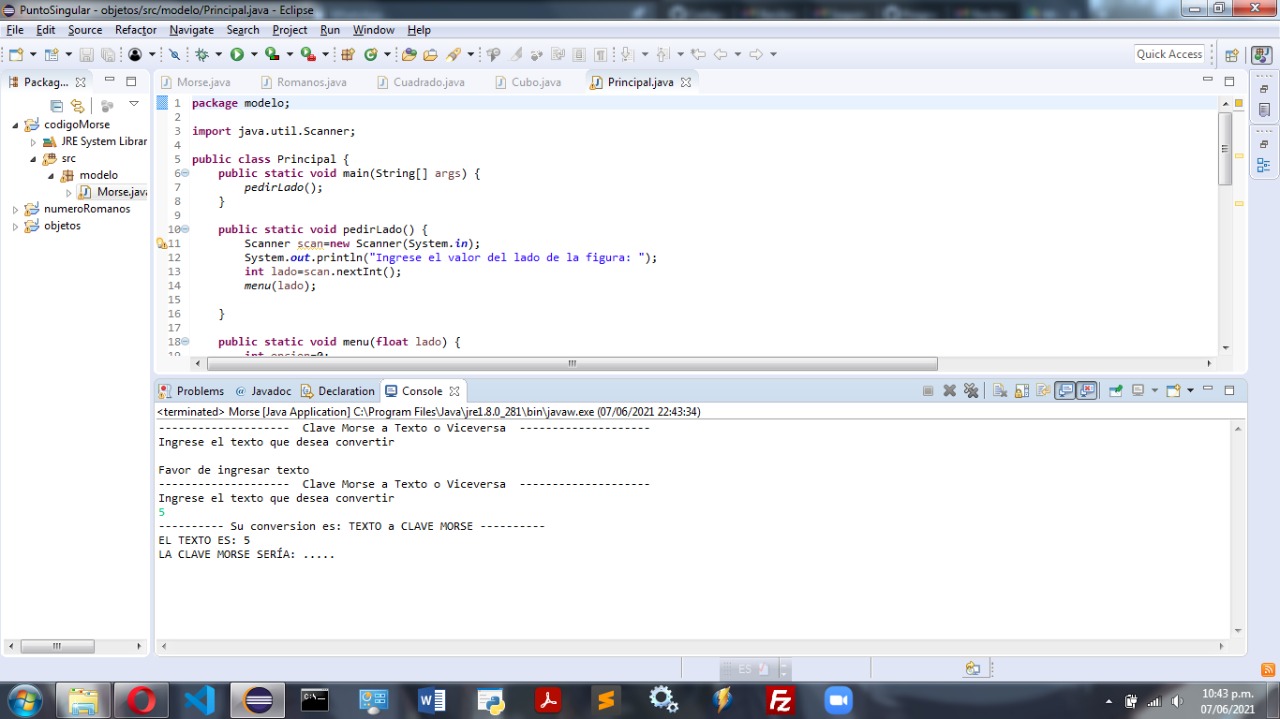 PuntoSingular - objetos/src/modelo/Principal.java - Eclipse
File Edit Source Refactor Navigate Search Project Run Window Help
Quick Access
Packag...
Morse.java Romanos.java Cuadrado.java Cubo.java Principal.java
codigoMorse
JRE System Librar
src
modelo
Morse.java
numeroRomanos
objetos
1 package modelo;
2
3 import java.util.Scanner;
4
5 public class Principal {
6 public static void main(String[] args) {
7 pedirLado();
8 }
9
10 public static void pedirLado() {
11 Scanner scan=new Scanner(System.in);
12 System.out.println("Ingrese el valor del lado de la figura: ");
13 int lado=scan.nextInt();
14 menu(lado);
15
16 }
17
18 public static void menu(float lado) {
19 int opcion=0;
Problems @ Javadoc Declaration Console
<terminated> Morse [Java Application] C:\Program Files\Java\jre1.8.0_281\bin\javaw.exe (07/06/2021 22:43:34)
-------------------- Clave Morse a Texto o Viceversa --------------------
Ingrese el texto que desea convertir
Favor de ingresar texto
-------------------- Clave Morse a Texto o Viceversa --------------------
Ingrese el texto que desea convertir
5
---------- Su conversion es: TEXTO a CLAVE MORSE ----------
EL TEXTO ES: 5
LA CLAVE MORSE SERÍA: .....
ES
10:43 p.m.
07/06/2021